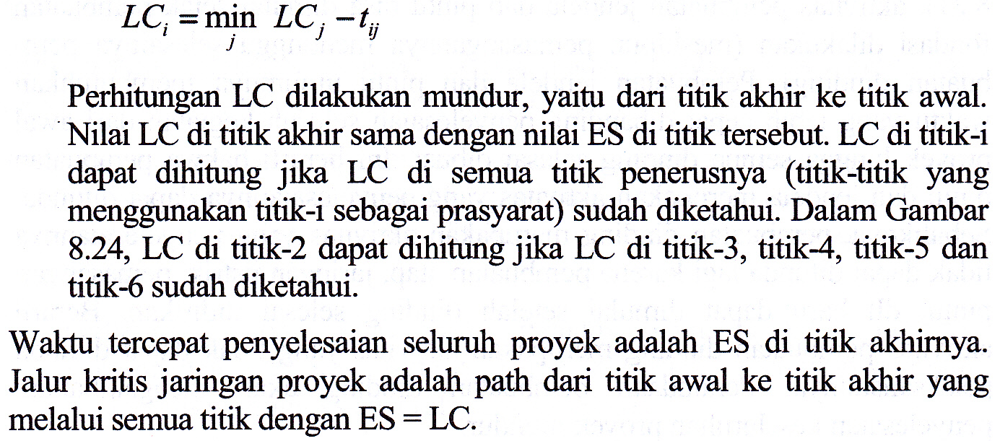 LC_i = min_j LC_j − t_ij
Perhitungan LC dilakukan mundur, yaitu dari titik akhir ke titik awal.
Nilai LC di titik akhir sama dengan nilai ES di titik tersebut. LC di titik-i
dapat dihitung jika LC di semua titik penerusnya (titik-titik yang
menggunakan titik-i sebagai prasyarat) sudah diketahui. Dalam Gambar
8.24, LC di titik-2 dapat dihitung jika LC di titik-3, titik-4, titik-5 dan
titik-6 sudah diketahui.
Waktu tercepat penyelesaian seluruh proyek adalah ES di titik akhirnya.
Jalur kritis jaringan proyek adalah path dari titik awal ke titik akhir yang
melalui semua titik dengan ES = LC.